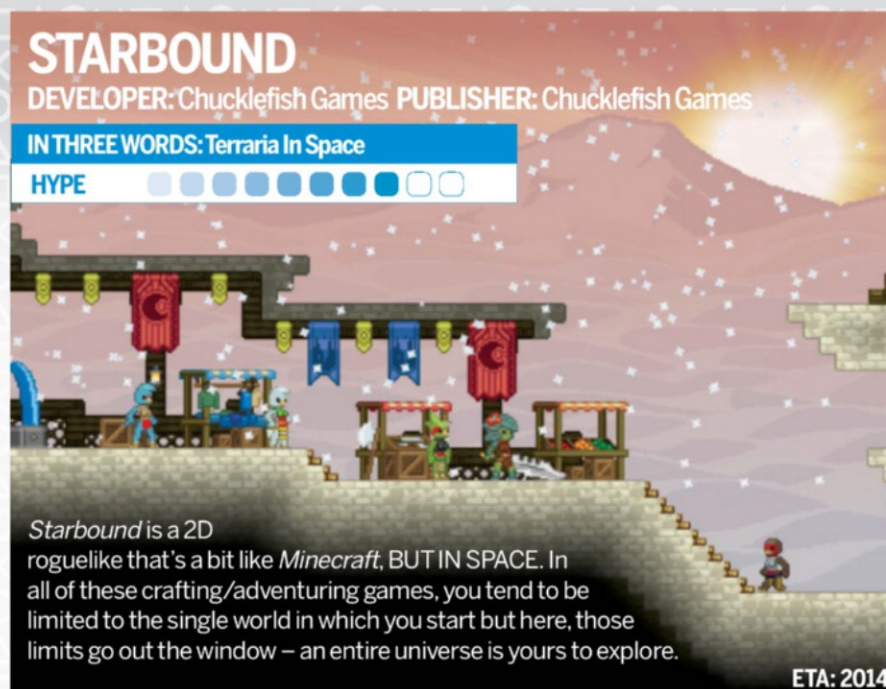 STARBOUND
DEVELOPER: Chucklefish Games PUBLISHER: Chucklefish Games
IN THREE WORDS: Terraria In Space
HYPE
Starbound is a 2D
roguelike that's a bit like Minecraft, BUT IN SPACE. In
all of these crafting/adventuring games, you tend to be
limited to the single world in which you start but here, those
limits go out the window – an entire universe is yours to explore.
ETA: 2014